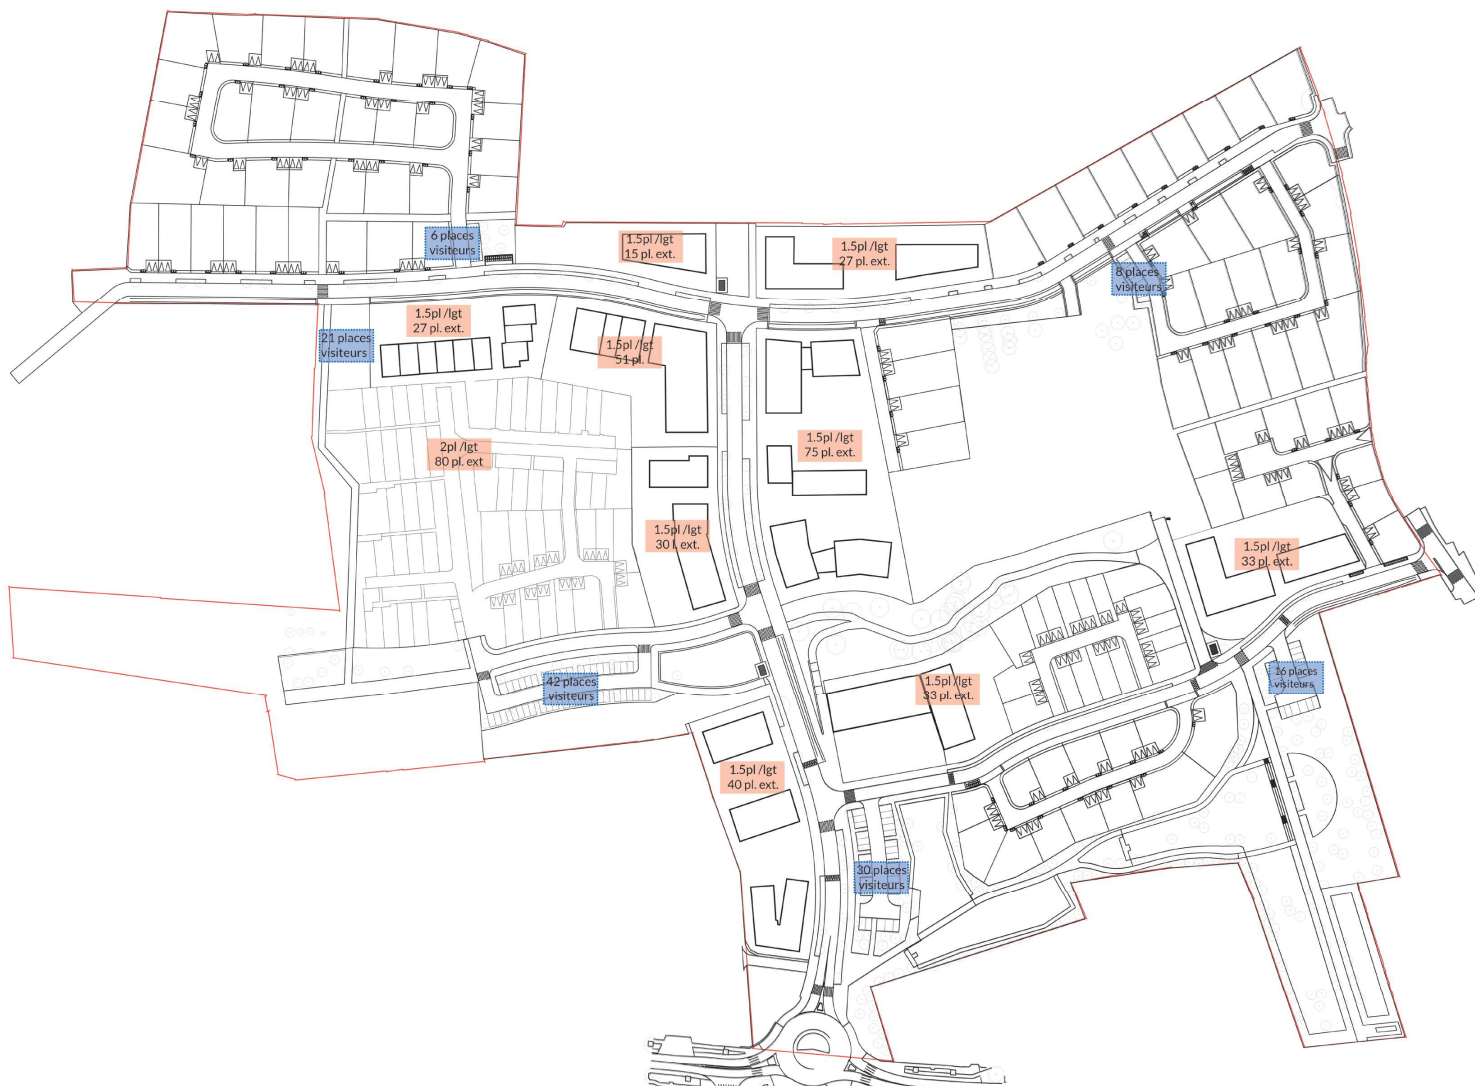 6 places
visiteurs
1.5pl /lgt
15 pl. ext.
1.5pl /lgt
27 pl. ext.
8 places
visiteurs
1.5pl /lgt
27 pl. ext.
21 places
visiteurs
1.5pl /lgt
51 pl.
2pl /lgt
80 pl. ext
1.5pl /lgt
75 pl. ext.
1.5pl /lgt
30 l. ext.
1.5pl /lgt
33 pl. ext.
42 places
visiteurs
1.5pl /lgt
33 pl. ext.
16 places
visiteurs
1.5pl /lgt
40 pl. ext.
30 places
visiteurs